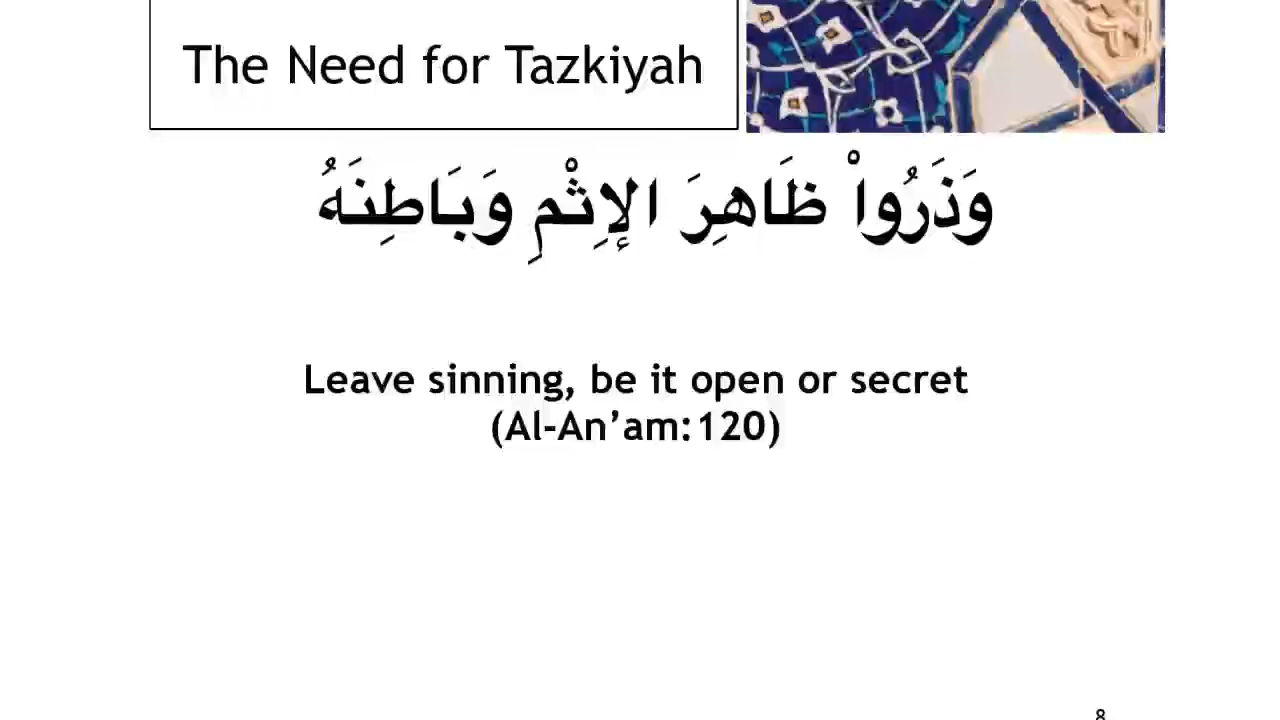 The Need for Tazkiyah
وَذَرُواْ ظَاهِرَ الإِثْمِ وَبَاطِنَهُ
Leave sinning, be it open or secret
(Al-An’am:120)
8